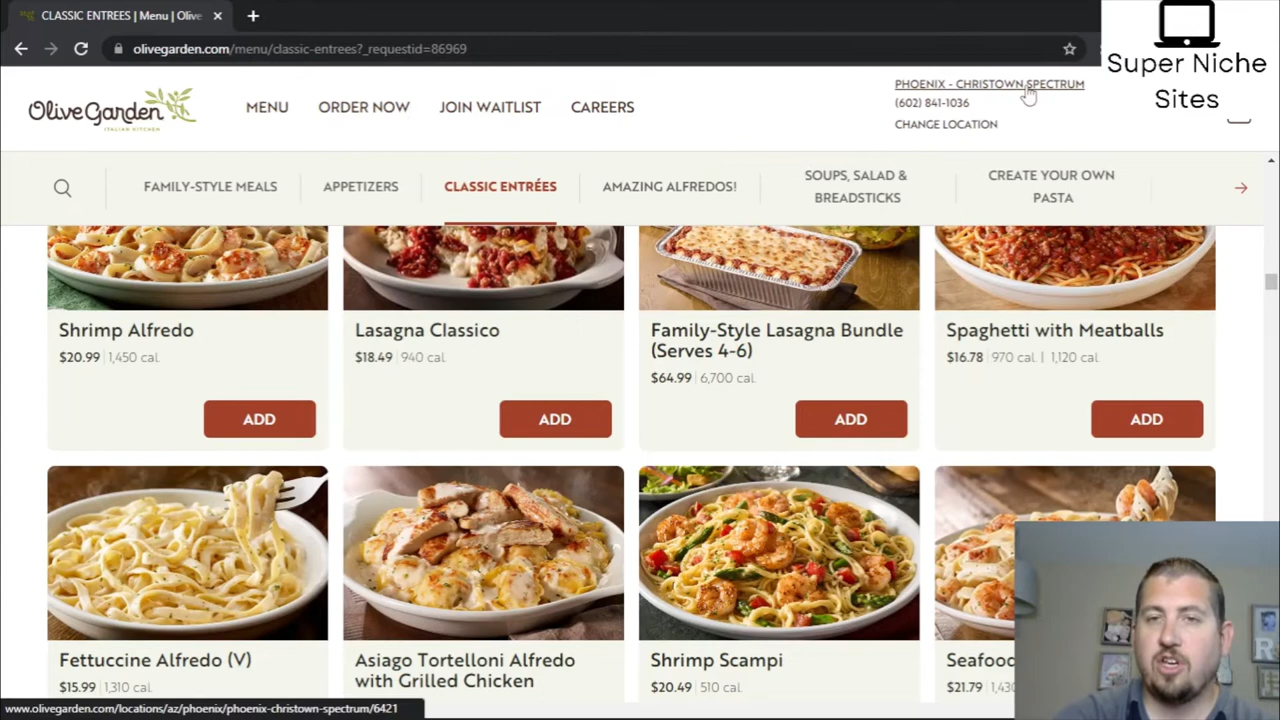 CLASSIC ENTREES | Menu | Olive
olivegarden.com/menu/classic-entrees?_requestid=86969
Super Niche
Sites
Olive Garden
ITALIAN KITCHEN
MENU
ORDER NOW
JOIN WAITLIST
CAREERS
PHOENIX - CHRISTOWN SPECTRUM
(602) 841-1036
CHANGE LOCATION
FAMILY-STYLE MEALS
APPETIZERS
CLASSIC ENTRÉES
AMAZING ALFREDOS!
SOUPS, SALAD &
BREADSTICKS
CREATE YOUR OWN
PASTA
Shrimp Alfredo
$20.99 | 1,450 cal.
ADD
Lasagna Classico
$18.49 | 940 cal.
ADD
Family-Style Lasagna Bundle
(Serves 4-6)
$64.99 | 6,700 cal.
ADD
Spaghetti with Meatballs
$16.78 | 970 cal. | 1,120 cal.
ADD
Fettuccine Alfredo (V)
$15.99 | 1,310 cal.
Asiago Tortelloni Alfredo
with Grilled Chicken
Shrimp Scampi
$20.49 | 510 cal.
Seafood
$21.79 | 1,430
www.olivegarden.com/locations/az/phoenix/phoenix-christown-spectrum/6421